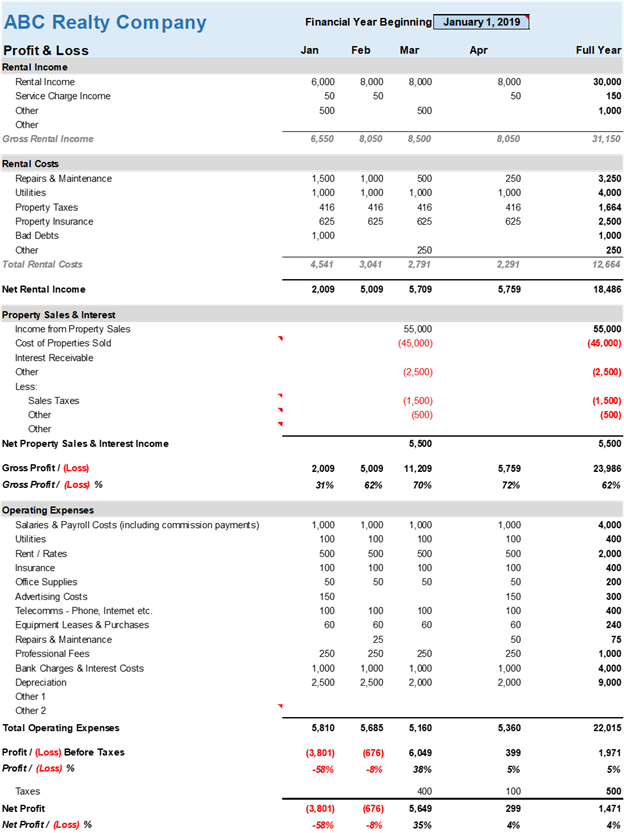 ABC Realty Company Financial Year Beginning January 1, 2019
Profit & Loss Jan Feb Mar Apr Full Year
Rental Income
Rental Income 6,000 8,000 8,000 8,000 30,000
Service Charge Income 50 50 50 150
Other 500 500 1,000
Other
Gross Rental Income 6,550 8,050 8,500 8,050 31,150
Rental Costs
Repairs & Maintenance 1,500 1,000 500 250 3,250
Utilities 1,000 1,000 1,000 1,000 4,000
Property Taxes 416 416 416 416 1,664
Property Insurance 625 625 625 625 2,500
Bad Debts 1,000 1,000
Other 250 250
Total Rental Costs 4,541 3,041 2,791 2,291 12,664
Net Rental Income 2,009 5,009 5,709 5,759 18,486
Property Sales & Interest
Income from Property Sales 55,000 55,000
Cost of Properties Sold (45,000) (45,000)
Interest Receivable
Other (2,500) (2,500)
Less:
Sales Taxes (1,500) (1,500)
Other (500) (500)
Other
Net Property Sales & Interest Income 5,500 5,500
Gross Profit / (Loss) 2,009 5,009 11,209 5,759 23,986
Gross Profit / (Loss) % 31% 62% 70% 72% 62%
Operating Expenses
Salaries & Payroll Costs (including commission payments) 1,000 1,000 1,000 1,000 4,000
Utilities 100 100 100 100 400
Rent / Rates 500 500 500 500 2,000
Insurance 100 100 100 100 400
Office Supplies 50 50 50 50 200
Advertising Costs 150 150 300
Telecomms - Phone, Internet etc. 100 100 100 100 400
Equipment Leases & Purchases 60 60 60 60 240
Repairs & Maintenance 25 50 75
Professional Fees 250 250 250 250 1,000
Bank Charges & Interest Costs 1,000 1,000 1,000 1,000 4,000
Depreciation 2,500 2,500 2,000 2,000 9,000
Other 1
Other 2
Total Operating Expenses 5,810 5,685 5,160 5,360 22,015
Profit / (Loss) Before Taxes (3,801) (676) 6,049 399 1,971
Profit / (Loss) % -58% -8% 38% 5% 5%
Taxes 400 100 500
Net Profit (3,801) (676) 5,649 299 1,471
Net Profit / (Loss) % -58% -8% 35% 4% 4%